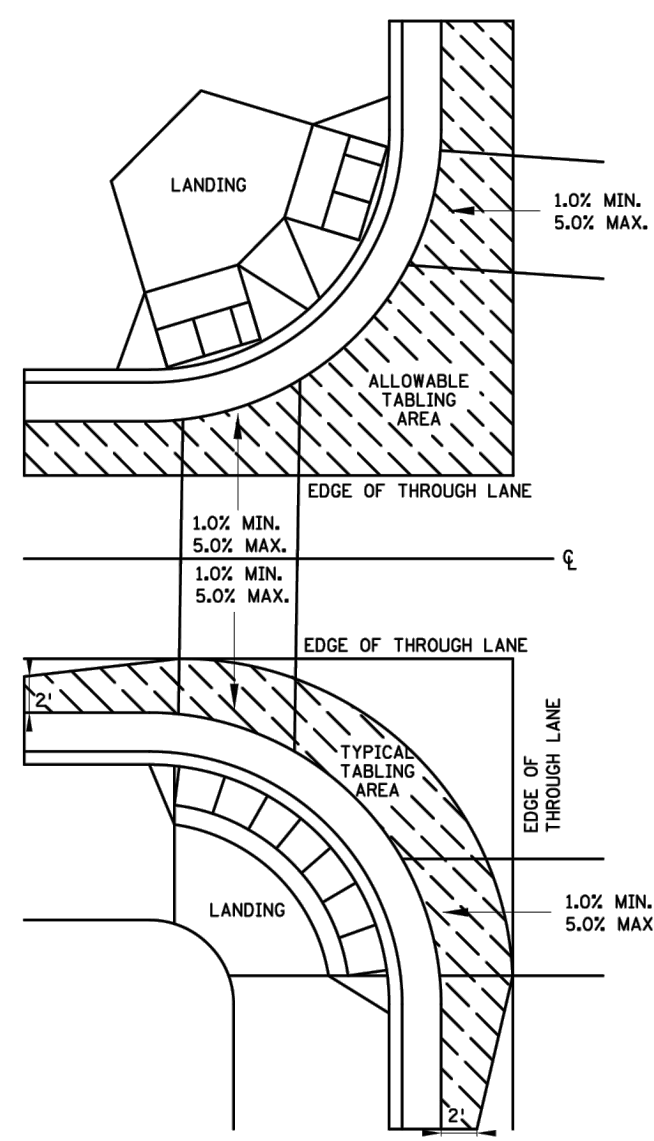 LANDING
1.0% MIN.
5.0% MAX.
ALLOWABLE
TABLING
AREA
EDGE OF THROUGH LANE
1.0% MIN.
5.0% MAX.
℄
1.0% MIN.
5.0% MAX.
EDGE OF THROUGH LANE
2'
EDGE OF
THROUGH LANE
TYPICAL
TABLING
AREA
LANDING
1.0% MIN.
5.0% MAX
2'